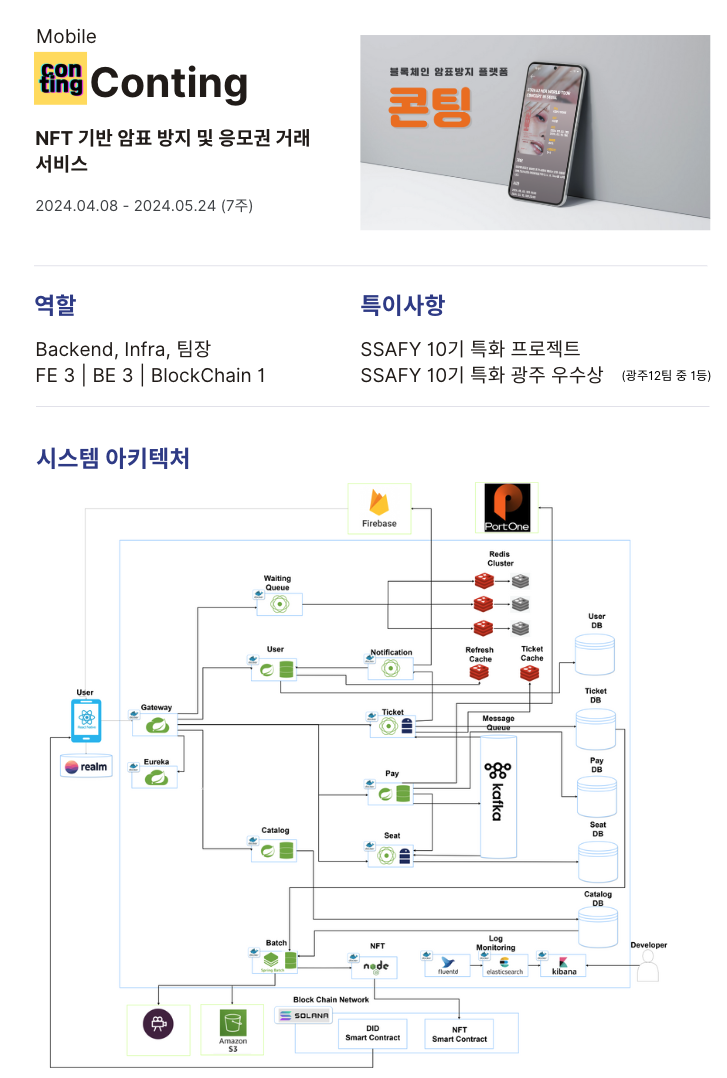 Mobile
con
ting
Conting
NFT 기반 암표 방지 및 응모권 거래
서비스
2024.04.08 - 2024.05.24 (7주)
블록체인 암표방지 플랫폼
콘팅
역할
Backend, Infra, 팀장
FE 3 | BE 3 | BlockChain 1
특이사항
SSAFY 10기 특화 프로젝트
SSAFY 10기 특화 광주 우수상 (광주12팀 중 1등)
시스템 아키텍처
Firebase
PortOne
Redis
Cluster
Waiting
Queue
User
DB
User
Notification
Refresh
Cache
Ticket
Cache
User
Gateway
Ticket
Message
Queue
Ticket
DB
realm
Eureka
Pay
kafka
Pay
DB
Catalog
Seat
Seat
DB
Catalog
DB
Batch
Spring Batch
NFT
node
Log
Monitoring
fluentd
elasticsearch
kibana
Developer
Amazon
S3
Block Chain Network
SOLANA
DID
Smart Contract
NFT
Smart Contract